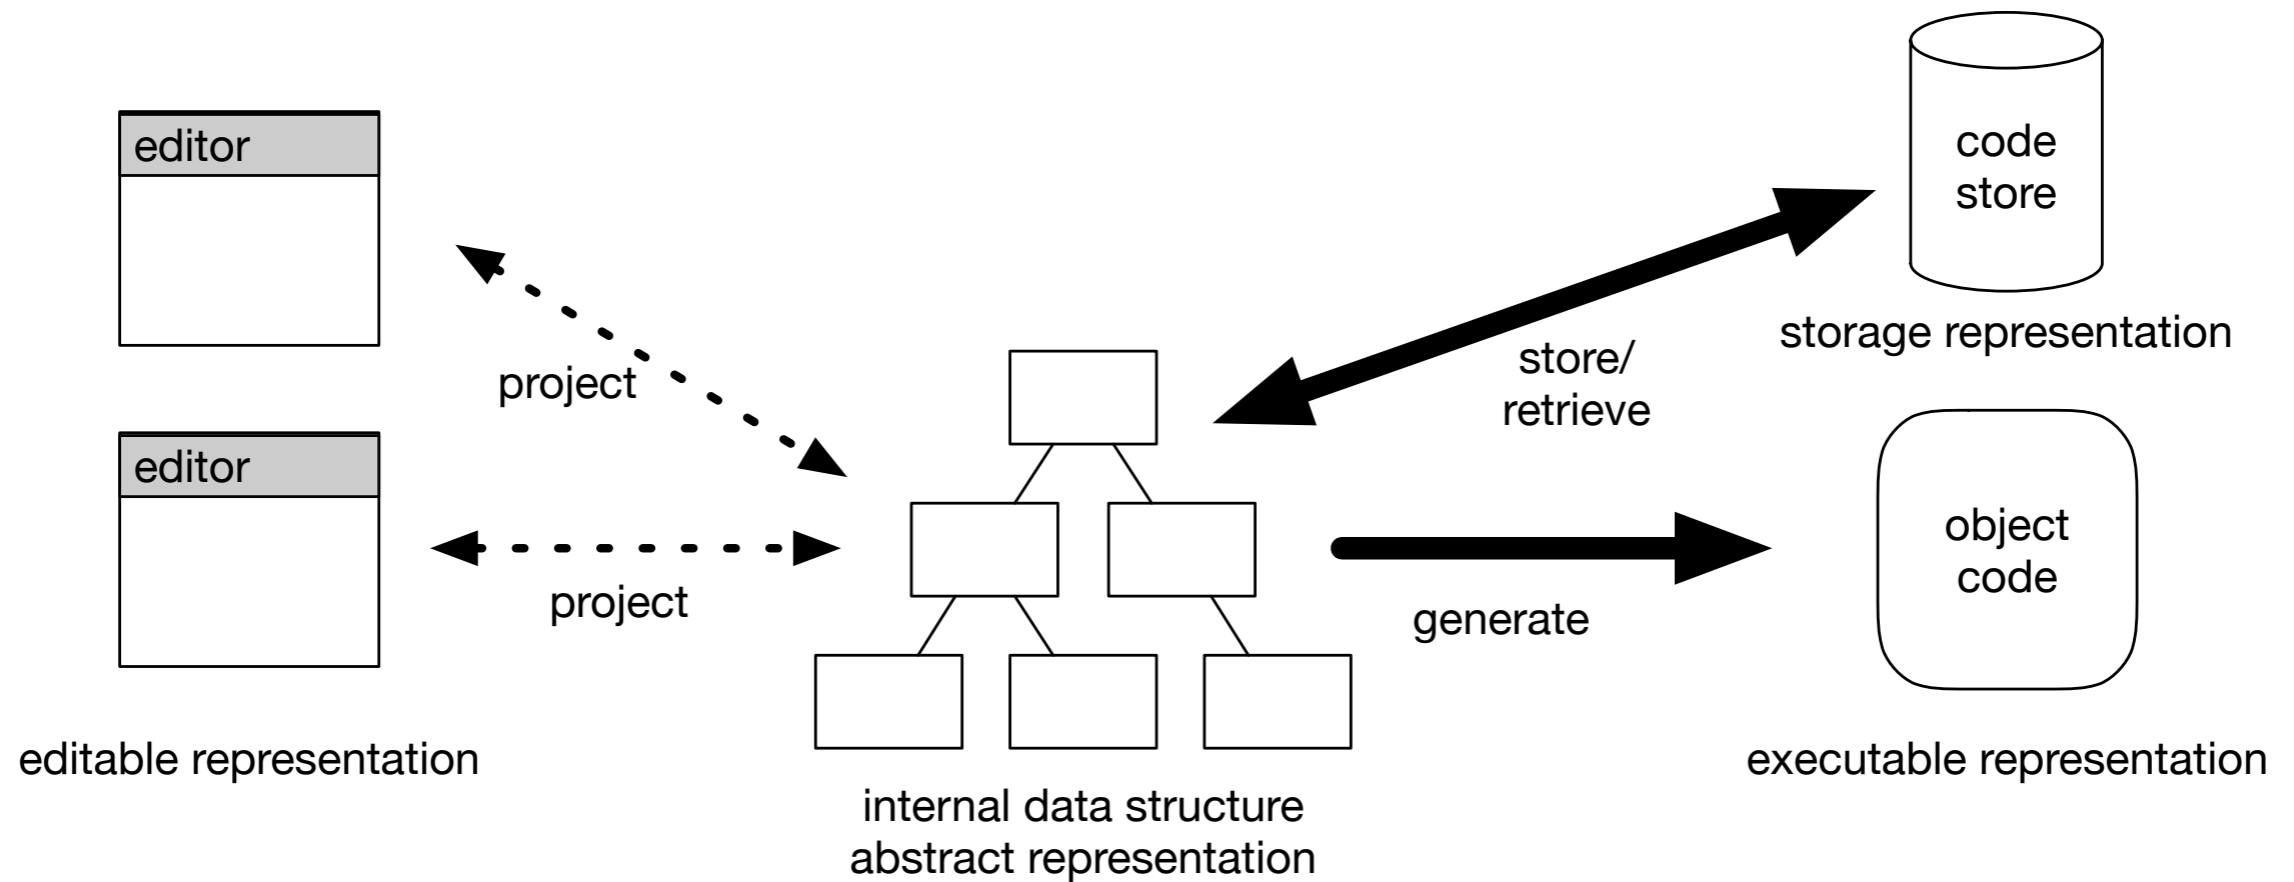 editor
project
editor
project
editable representation
internal data structure
abstract representation
store/
retrieve
generate
code
store
storage representation
object
code
executable representation